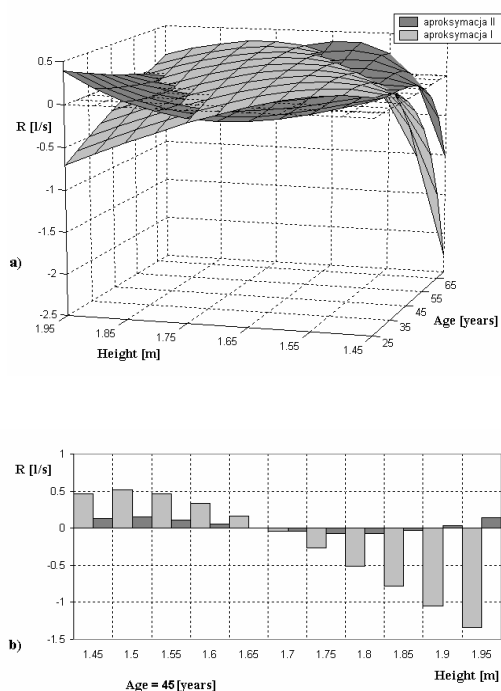 aproksymacja II
aproksymacja I
0.5
0
R [l/s]
-0.5
-1
-1.5
a)
-2
-2.5
1.95
1.85
1.75
1.65
1.55
1.45
Height [m]
25
35
45
55
65
Age [years]
1
R [l/s]
0.5
0
-0.5
-1
-1.5
b)
1.45 1.5 1.55 1.6 1.65 1.7 1.75 1.8 1.85 1.9 1.95
Height [m]
Age = 45 [years]